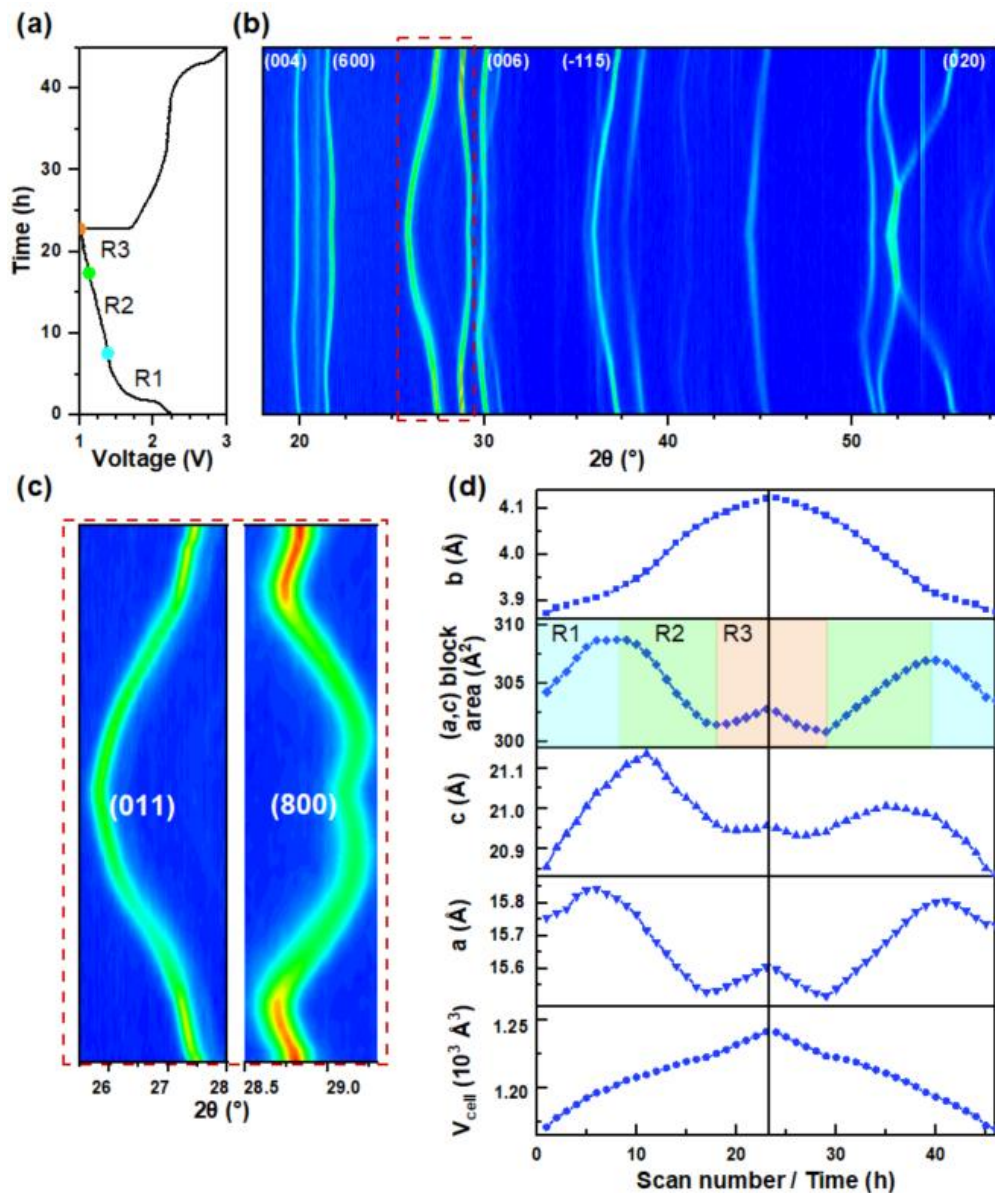 (a)
Time (h)
40
30
20
10
0
R3
R2
R1
1 2 3
Voltage (V)
(b)
(004) (600) (006) (-115) (020)
20 30 40 50
2θ (°)
(c)
(011) (800)
26 27 28 28.5 29.0
2θ (°)
(d)
b (Å)
4.1
4.0
3.9
(a,c) block
area (Å²)
310
305
300
R1 R2 R3
c (Å)
21.1
21.0
20.9
a (Å)
15.8
15.7
15.6
V_cell (10³ Å³)
1.25
1.20
0 10 20 30 40
Scan number / Time (h)